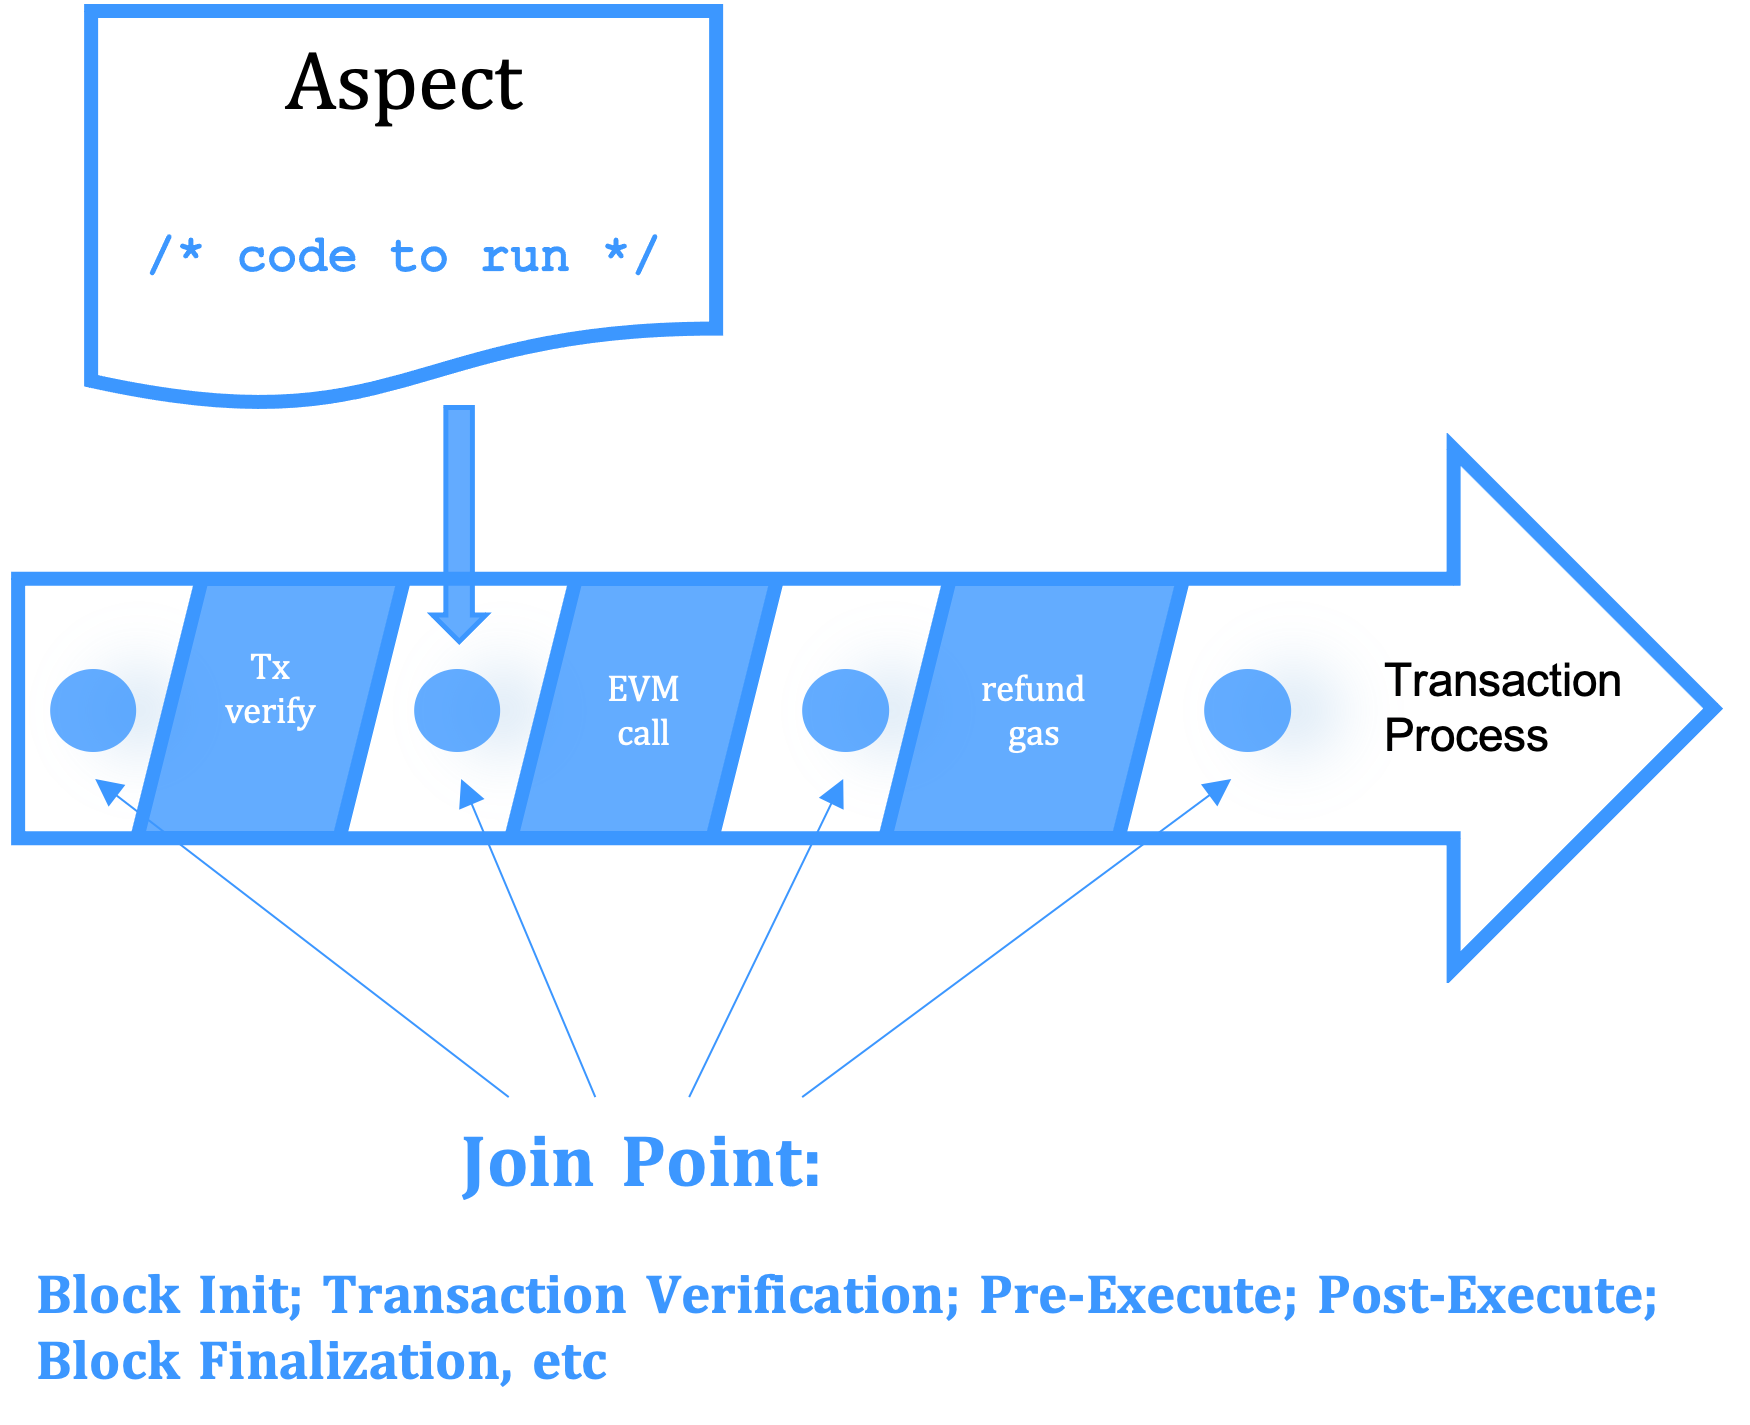 Aspect
/* code to run */
Tx
verify
EVM
call
refund
gas
Transaction
Process
Join Point:
Block Init; Transaction Verification; Pre-Execute; Post-Execute;
Block Finalization, etc